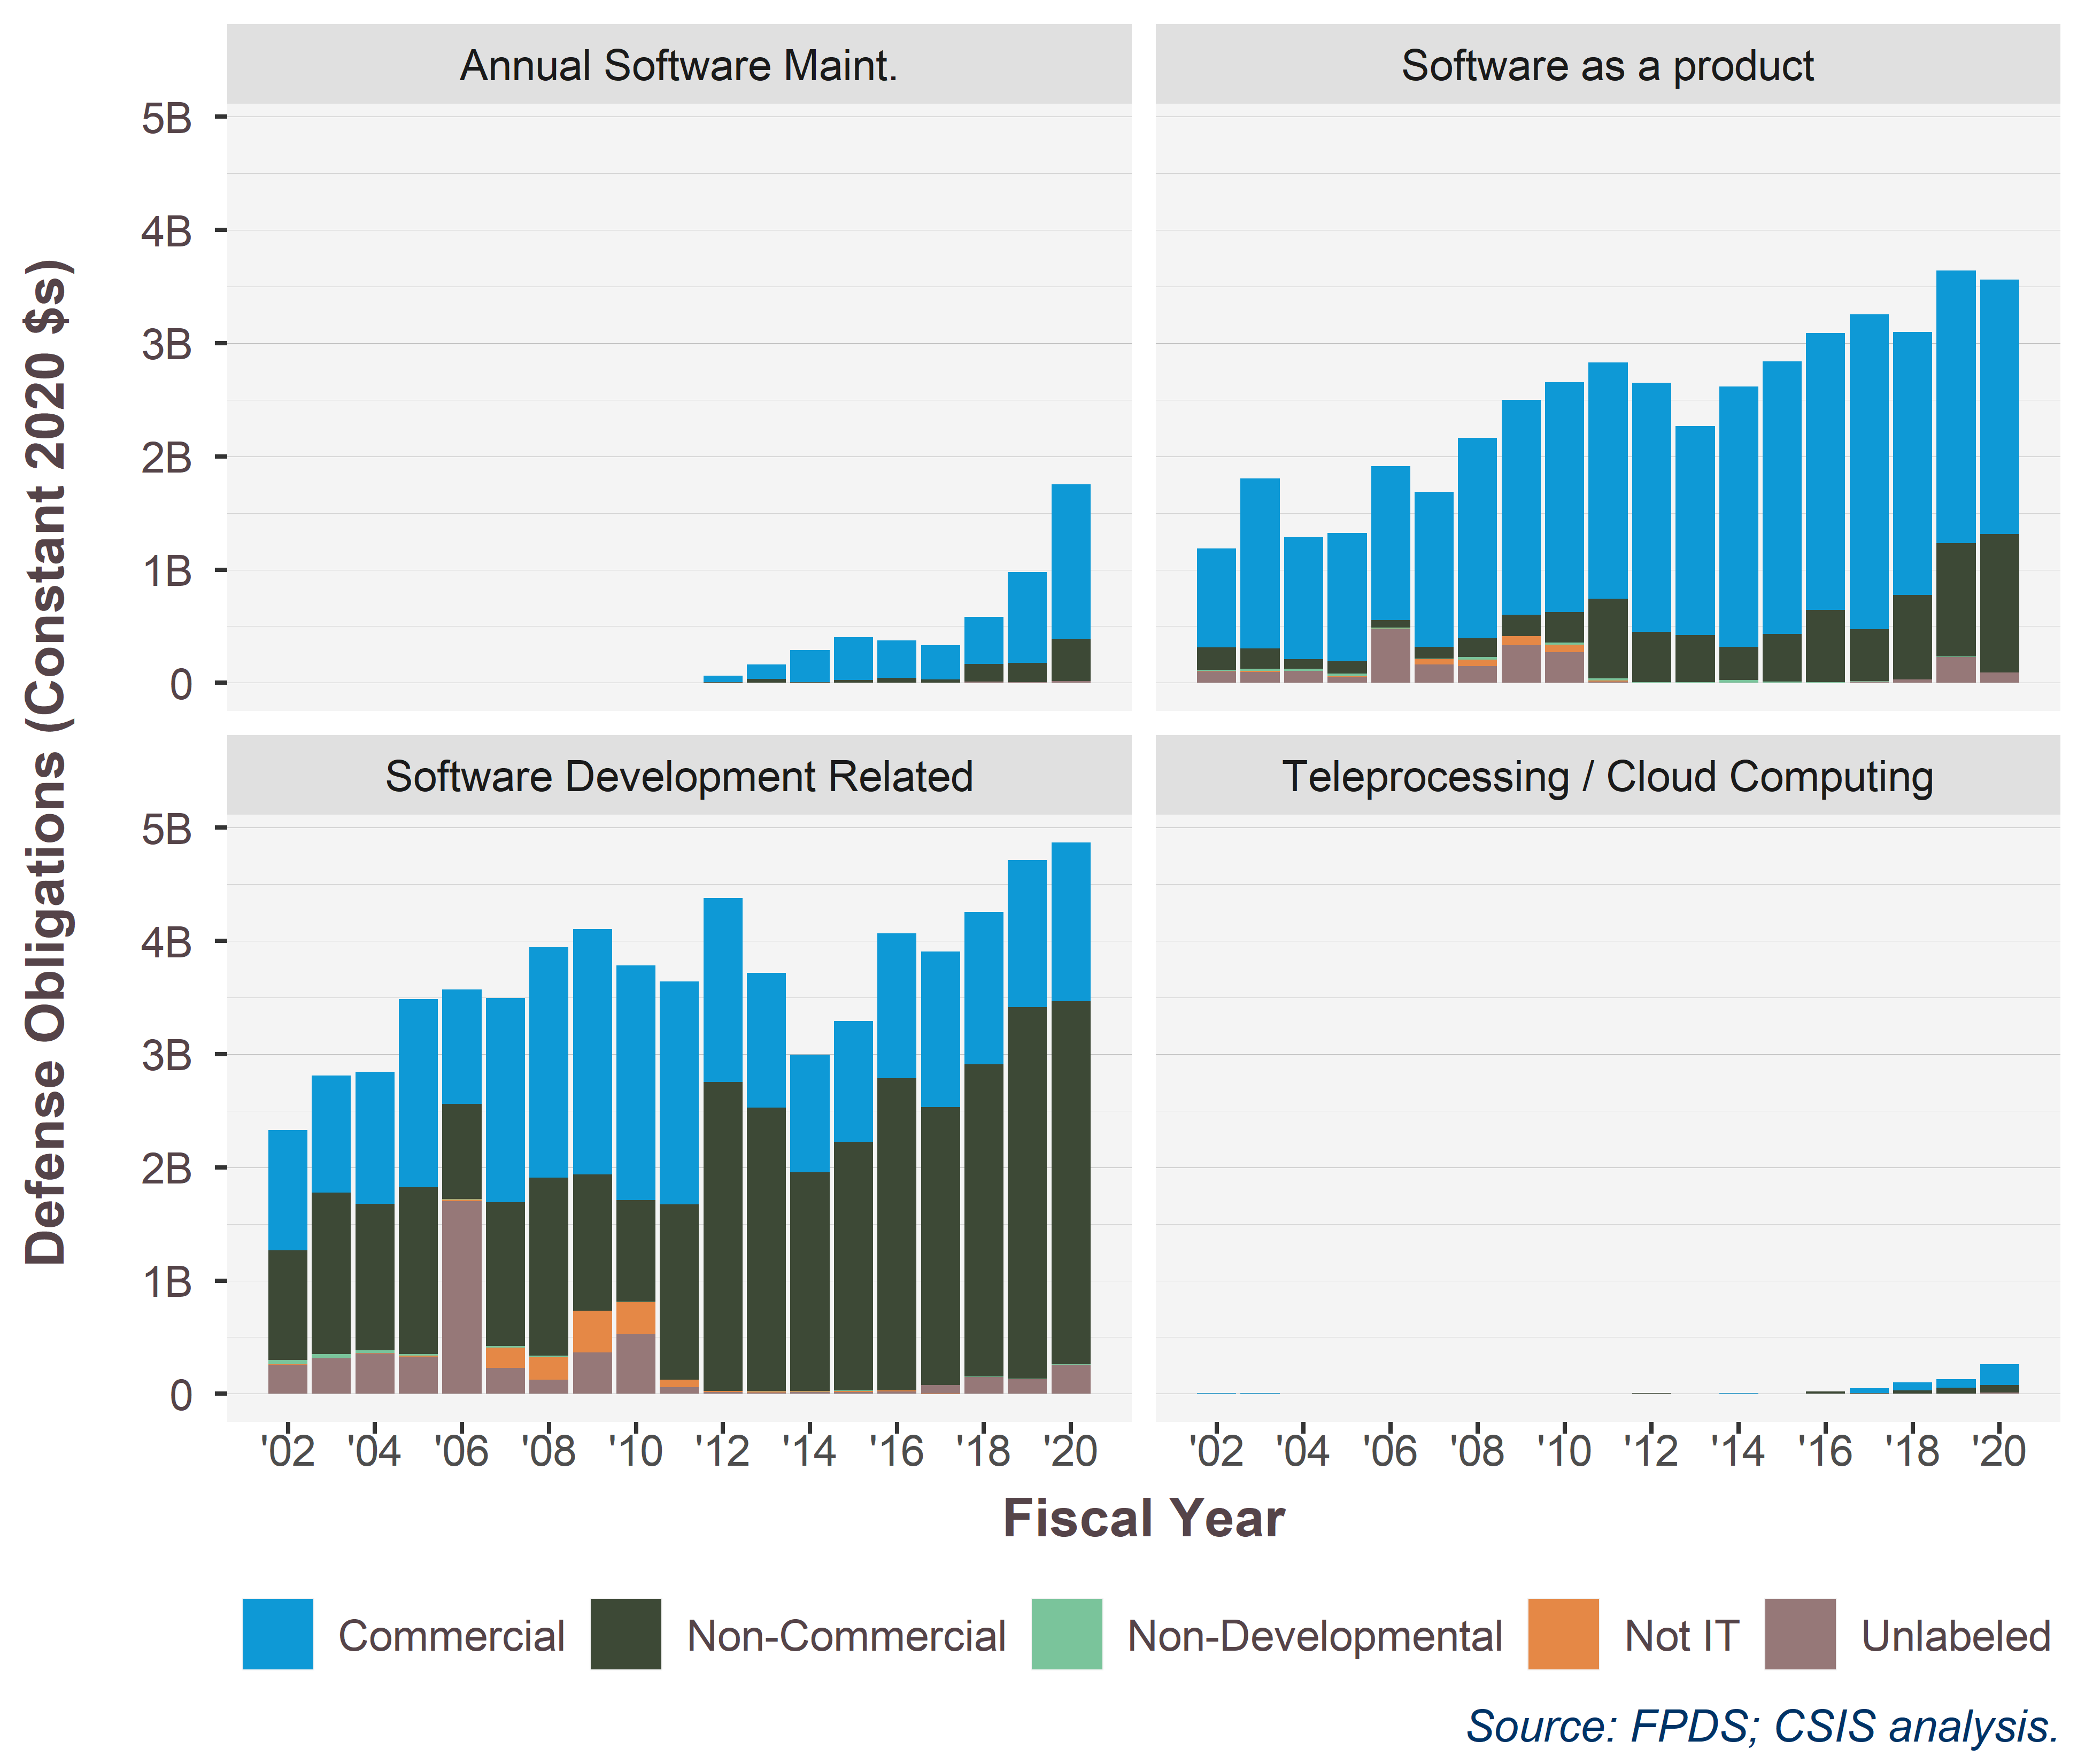 Annual Software Maint.
Software as a product
5B
4B
3B
2B
1B
0
Defense Obligations (Constant 2020 $s)
Software Development Related
Teleprocessing / Cloud Computing
5B
4B
3B
2B
1B
0
'02 '04 '06 '08 '10 '12 '14 '16 '18 '20
'02 '04 '06 '08 '10 '12 '14 '16 '18 '20
Fiscal Year
Commercial Non-Commercial Non-Developmental Not IT Unlabeled
Source: FPDS; CSIS analysis.